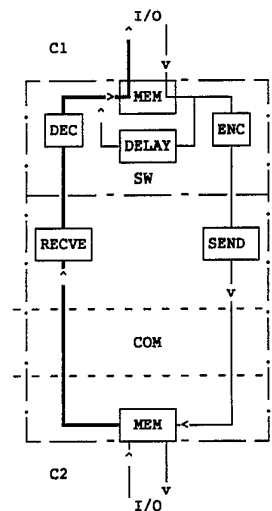 I/O
C1
MEM
DEC
ENC
DELAY
SW
RECVE
SEND
COM
MEM
C2
I/O